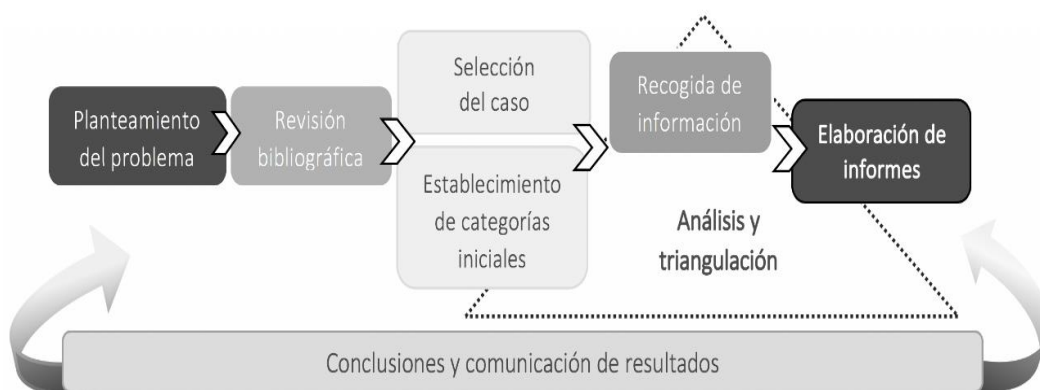 Planteamiento
del problema
Revisión
bibliográfica
Selección
del caso
Establecimiento
de categorías
iniciales
Recogida de
información
Elaboración de
informes
Análisis y
triangulación
Conclusiones y comunicación de resultados